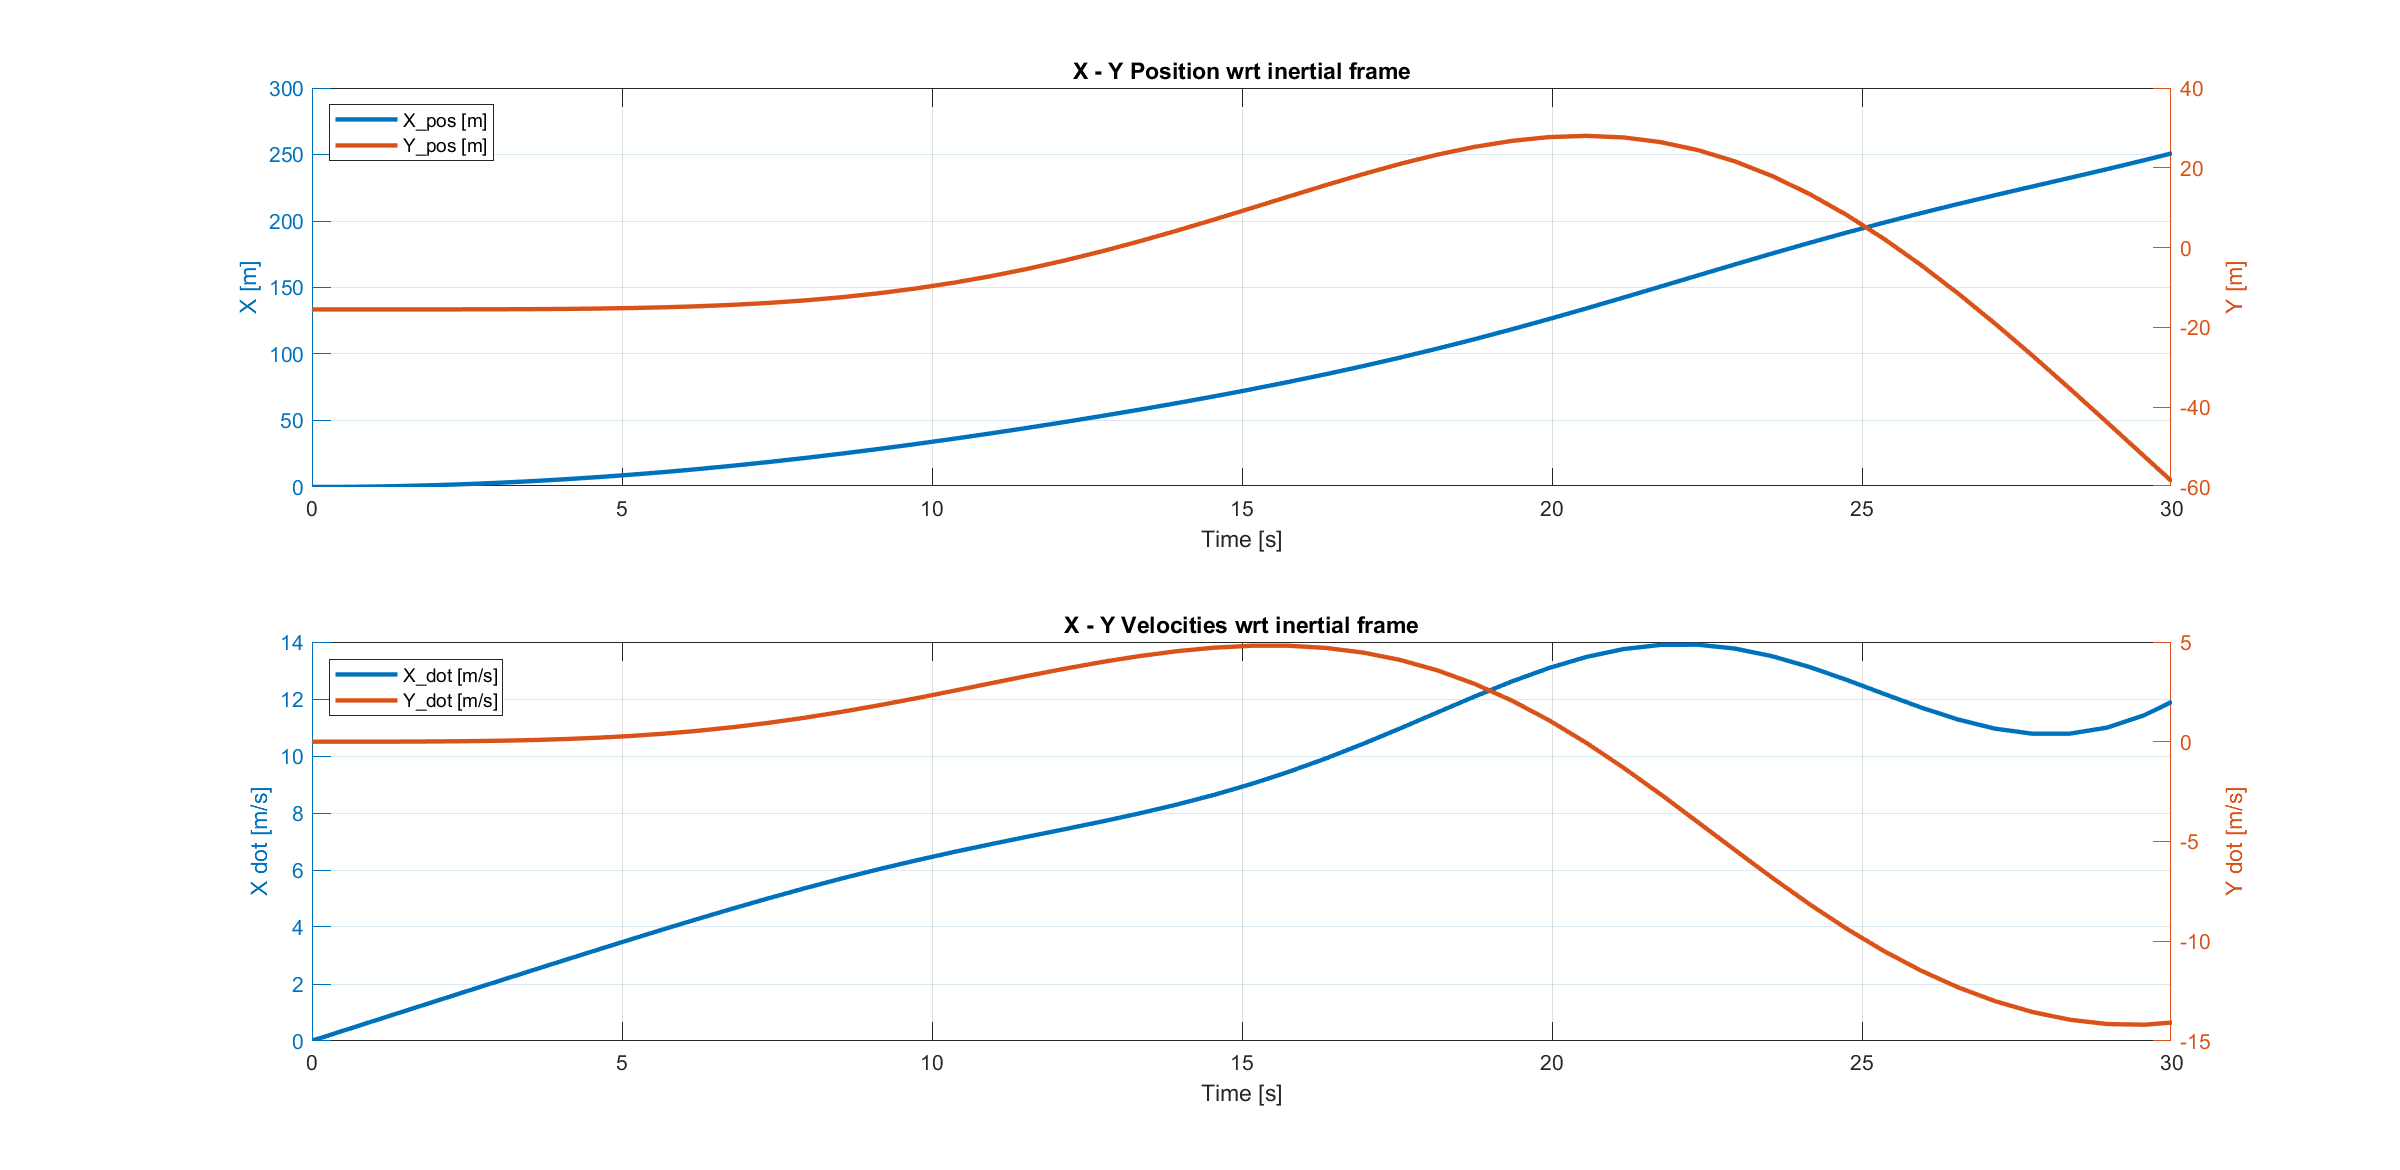 X - Y Position wrt inertial frame
300
250
200
150
100
50
0
X [m]
X_pos [m]
Y_pos [m]
40
20
0
-20
-40
-60
Y [m]
0 5 10 15 20 25 30
Time [s]
X - Y Velocities wrt inertial frame
14
12
10
8
6
4
2
0
X dot [m/s]
X_dot [m/s]
Y_dot [m/s]
5
0
-5
-10
-15
Y dot [m/s]
0 5 10 15 20 25 30
Time [s]